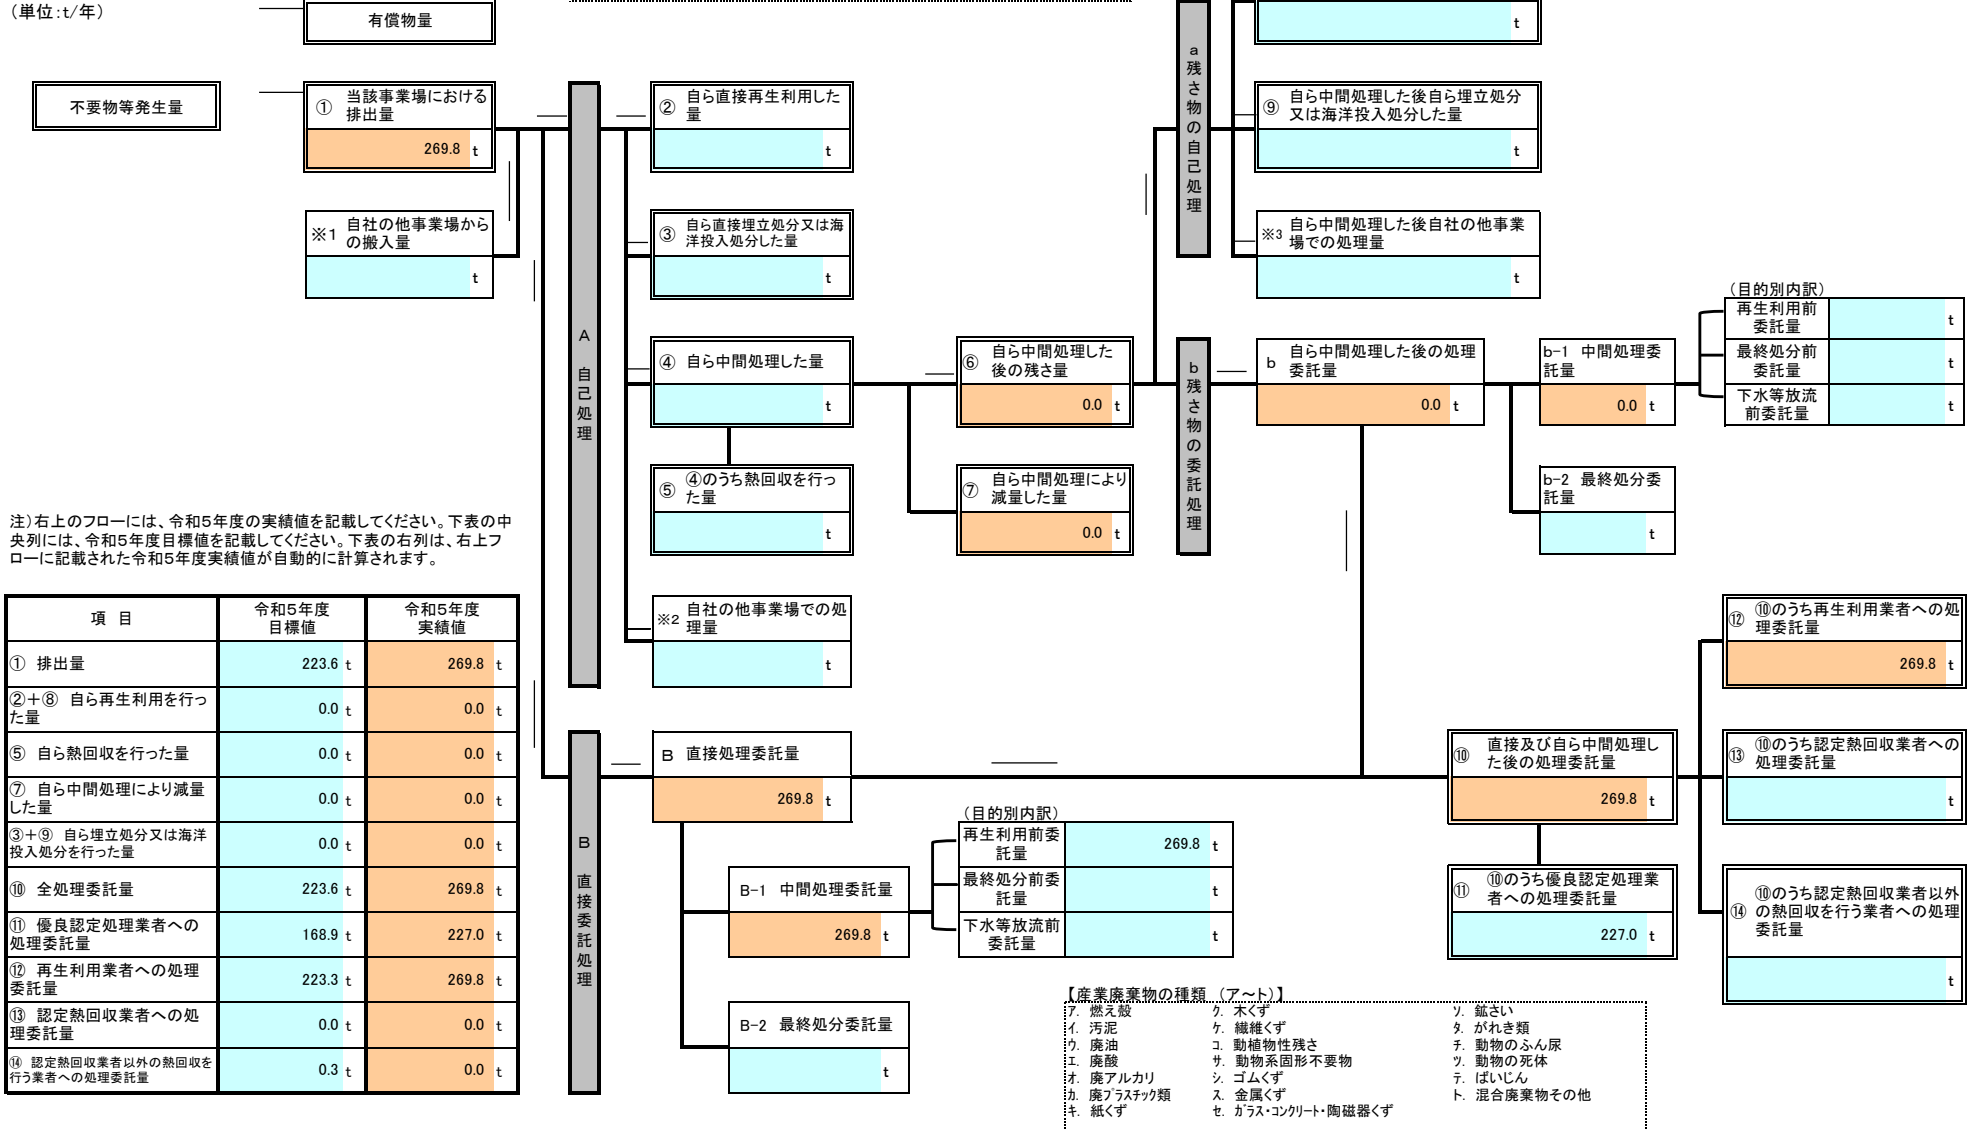 （単位：t/年）
有償物量
t
不要物等発生量
① 当該事業場における
排出量
269.8 t
※1 自社の他事業場から
の搬入量
t
A 自己処理
② 自ら直接再生利用した
量
t
③ 自ら直接埋立処分又は海
洋投入処分した量
t
④ 自ら中間処理した量
t
⑤ ④のうち熱回収を行っ
た量
t
※2 自社の他事業場での処
理量
t
⑥ 自ら中間処理した
後の残さ量
0.0 t
⑦ 自ら中間処理により
減量した量
0.0 t
a残さ物の自己処理
⑨ 自ら中間処理した後自ら埋立処分
又は海洋投入処分した量
t
※3 自ら中間処理した後自社の他事業
場での処理量
t
b残さ物の委託処理
b 自ら中間処理した後の処理
委託量
0.0 t
b-1 中間処理委
託量
0.0 t
b-2 最終処分委
託量
t
（目的別内訳）
再生利用前
委託量 t
最終処分前
委託量 t
下水等放流
前委託量 t
注）右上のフローには、令和５年度の実績値を記載してください。下表の中
央列には、令和５年度目標値を記載してください。下表の右列は、右上フ
ローに記載された令和５年度実績値が自動的に計算されます。
項 目 令和５年度
目標値 令和５年度
実績値
① 排出量 223.6 t 269.8 t
②＋⑧ 自ら再生利用を行っ
た量 0.0 t 0.0 t
⑤ 自ら熱回収を行った量 0.0 t 0.0 t
⑦ 自ら中間処理により減量
した量 0.0 t 0.0 t
③＋⑨ 自ら埋立処分又は海洋
投入処分を行った量 0.0 t 0.0 t
⑩ 全処理委託量 223.6 t 269.8 t
⑪ 優良認定処理業者への
処理委託量 168.9 t 227.0 t
⑫ 再生利用業者への処理
委託量 223.3 t 269.8 t
⑬ 認定熱回収業者への処
理委託量 0.0 t 0.0 t
⑭ 認定熱回収業者以外の熱回収を
行う業者への処理委託量 0.3 t 0.0 t
B 直接委託処理
B 直接処理委託量
269.8 t
B-1 中間処理委託量
269.8 t
B-2 最終処分委託量
t
（目的別内訳）
再生利用前委
託量 269.8 t
最終処分前委
託量 t
下水等放流前
委託量 t
⑩ 直接及び自ら中間処理し
た後の処理委託量
269.8 t
⑪ ⑩のうち優良認定処理業
者への処理委託量
227.0 t
⑫ ⑩のうち再生利用業者への処
理委託量
269.8 t
⑬ ⑩のうち認定熱回収業者への
処理委託量
t
⑭ ⑩のうち認定熱回収業者以外
の熱回収を行う業者への処理
委託量
t
【産業廃棄物の種類 （ア～ト）】
ア. 燃え殻 ク. 木くず ソ. 鉱さい
イ. 汚泥 ケ. 繊維くず タ. がれき類
ウ. 廃油 コ. 動植物性残さ チ. 動物のふん尿
エ. 廃酸 サ. 動物系固形不要物 ツ. 動物の死体
オ. 廃アルカリ シ. ゴムくず テ. ばいじん
カ. 廃プラスチック類 ス. 金属くず ト. 混合廃棄物その他
キ. 紙くず セ. ガラス・コンクリート・陶磁器くず